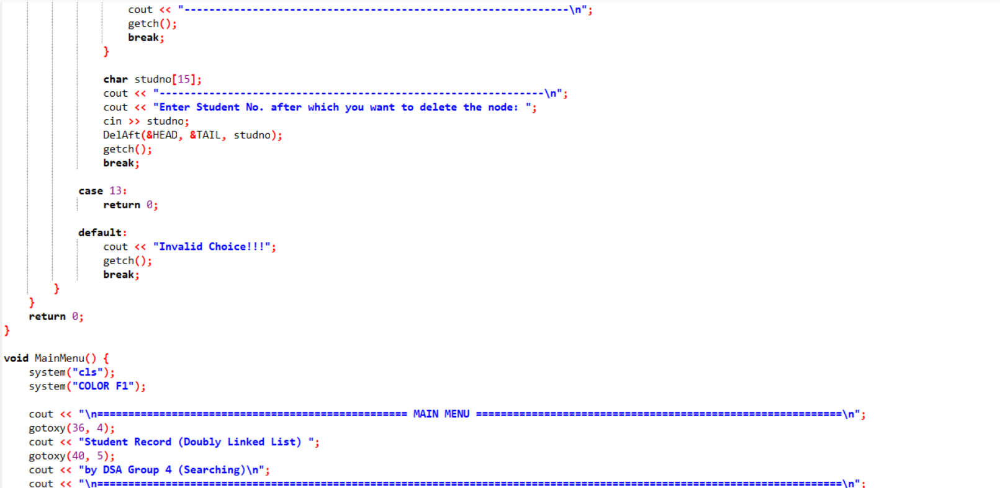 cout << "--------------------------------------------------------------\n";
getch();
break;
}
char studno[15];
cout << "--------------------------------------------------------------\n";
cout << "Enter Student No. after which you want to delete the node: ";
cin >> studno;
DelAft(&HEAD, &TAIL, studno);
getch();
break;
case 13:
return 0;
default:
cout << "Invalid Choice!!!";
getch();
break;
}
}
return 0;
}
void MainMenu() {
system("cls");
system("COLOR F1");
cout << "\n================================================== MAIN MENU ===========================================================\n";
gotoxy(36, 4);
cout << "Student Record (Doubly Linked List) ";
gotoxy(40, 5);
cout << "by DSA Group 4 (Searching)\n";
cout << "\n========================================================================================================================\n";